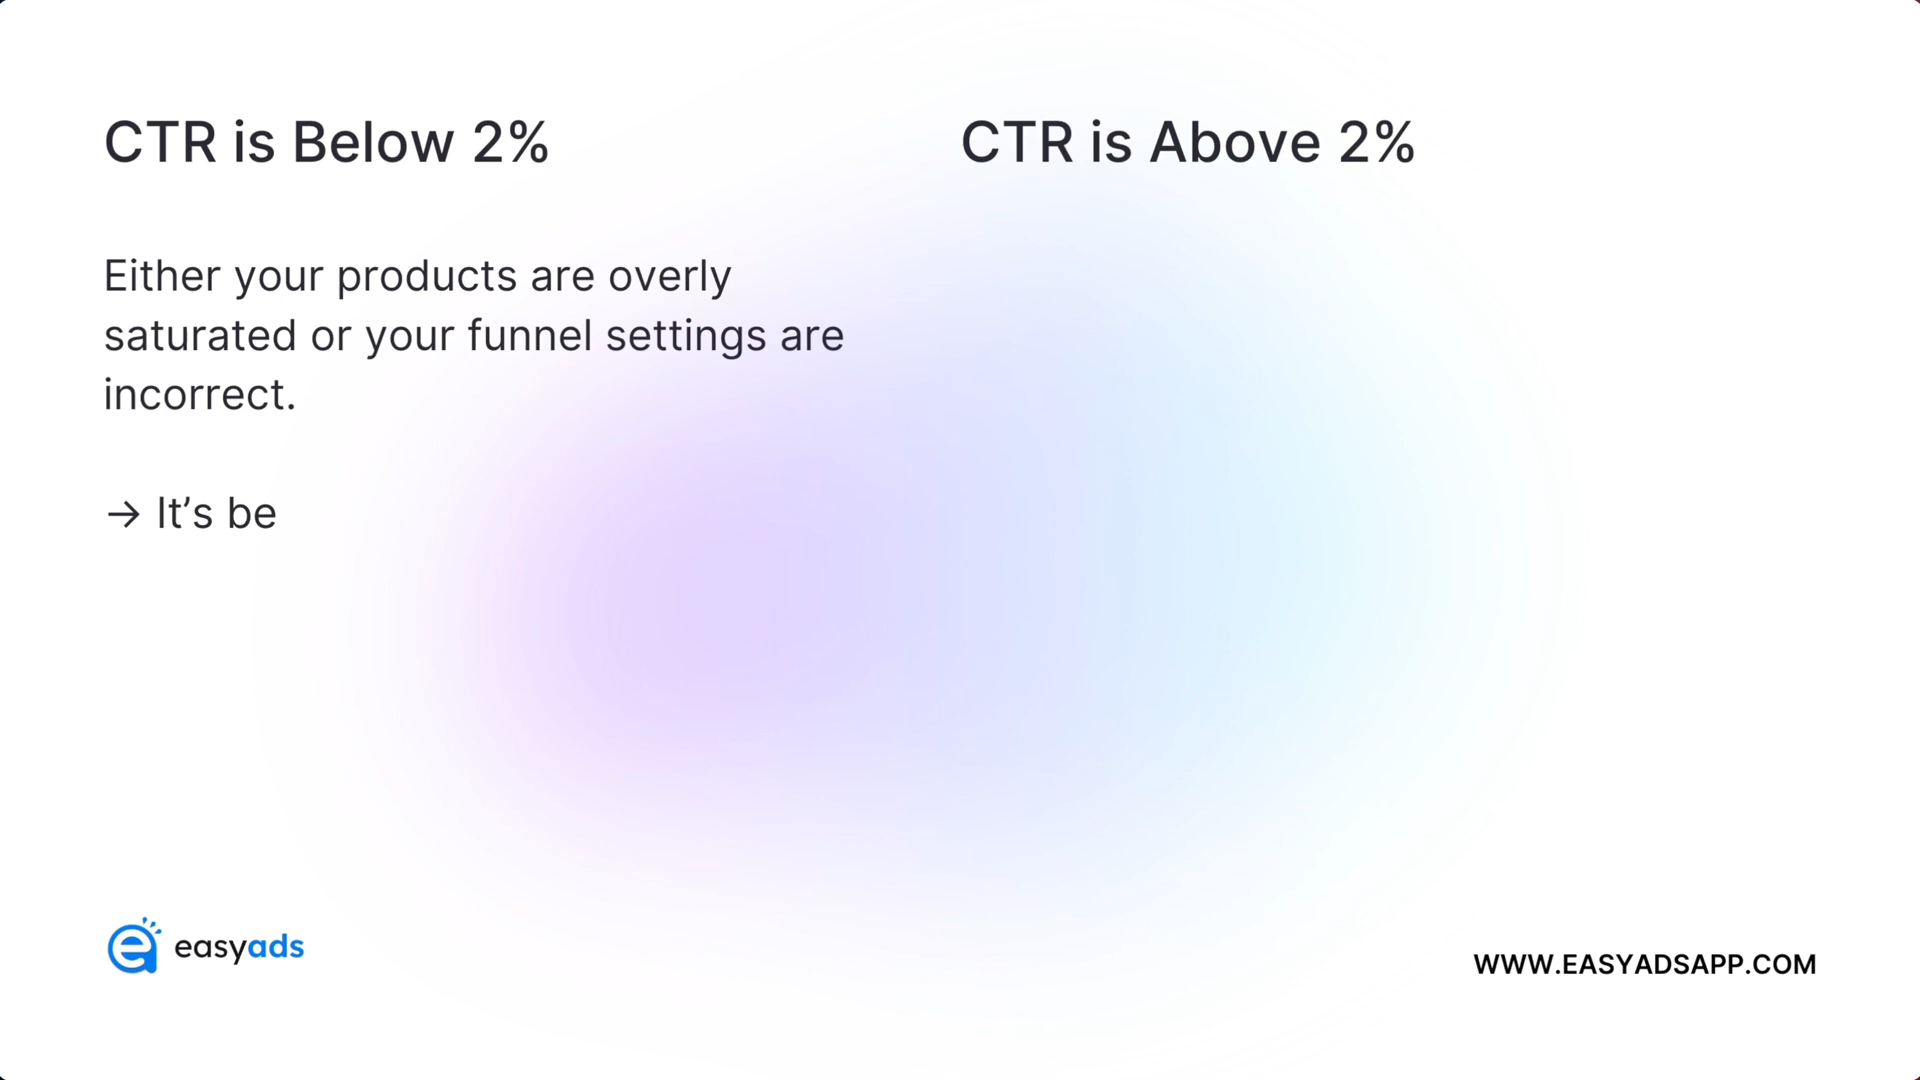 CTR is Below 2%
Either your products are overly
saturated or your funnel settings are
incorrect.
→ It’s be
CTR is Above 2%
easyads
WWW.EASYADSAPP.COM